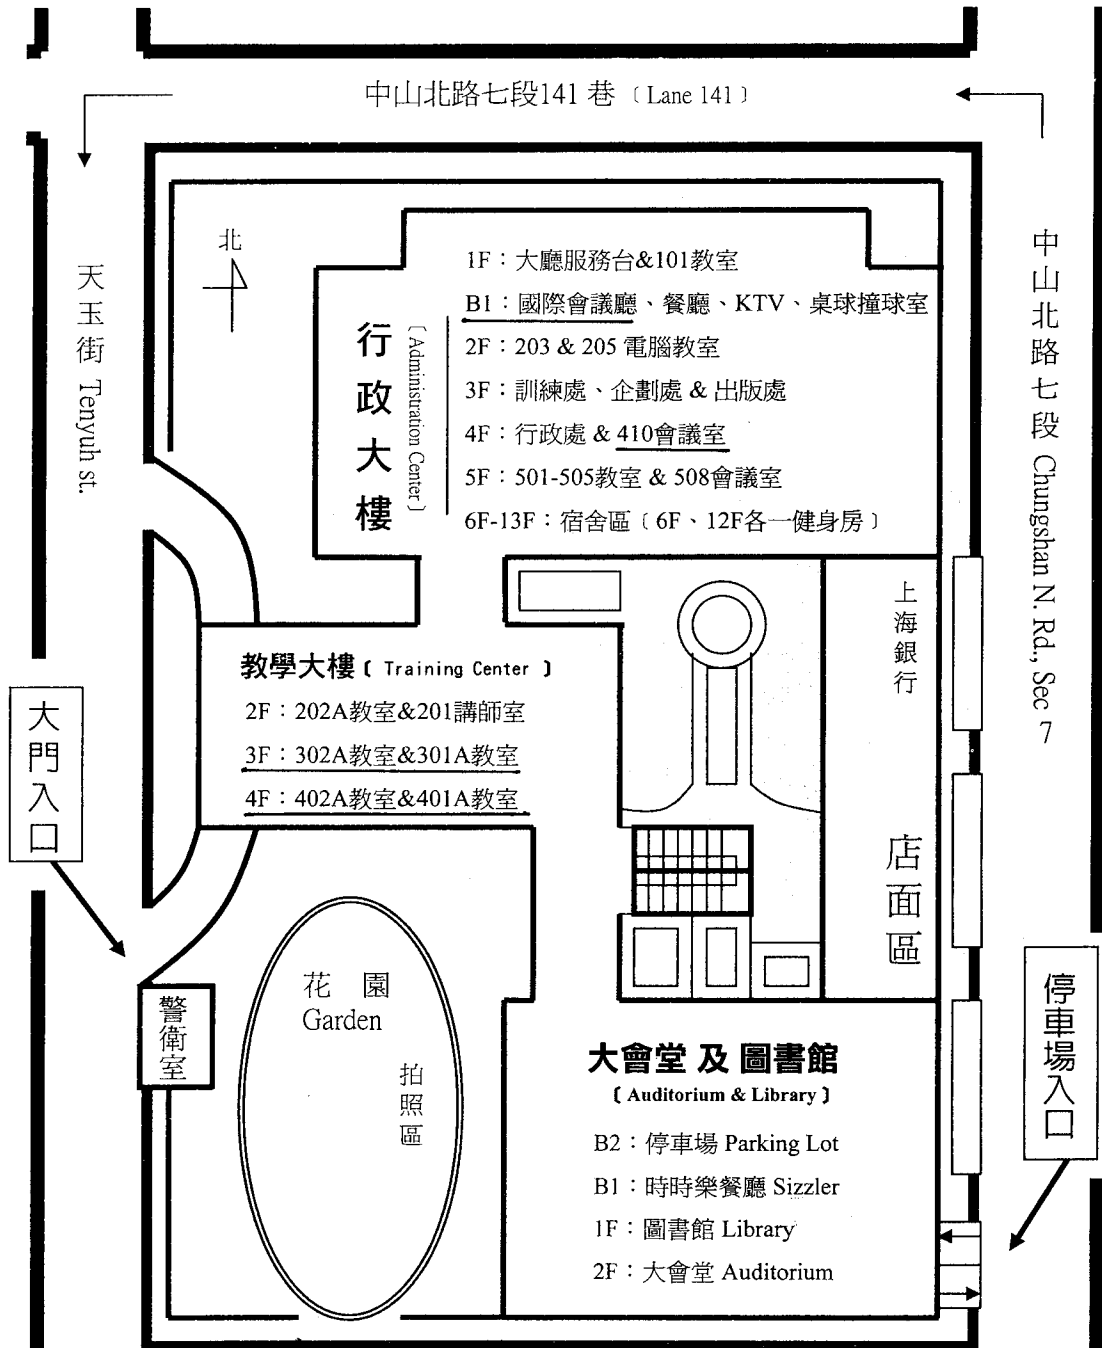 中山北路七段141 巷﹝Lane 141﹞
天玉街 Tenyuh st.
北
中山北路七段 Chungshan N. Rd., Sec 7
行政大樓
﹝Administration Center﹞
1F：大廳服務台&101教室
B1：國際會議廳、餐廳、KTV、桌球撞球室
2F：203 & 205 電腦教室
3F：訓練處、企劃處 & 出版處
4F：行政處 & 410會議室
5F：501-505教室 & 508會議室
6F-13F：宿舍區﹝6F、12F各一健身房﹞
上海銀行
店面區
教學大樓﹝Training Center﹞
2F：202A教室&201講師室
3F：302A教室&301A教室
4F：402A教室&401A教室
大門入口
警衛室
花 園
Garden
拍照區
停車場入口
大會堂 及 圖書館
﹝Auditorium & Library﹞
B2：停車場 Parking Lot
B1：時時樂餐廳 Sizzler
1F：圖書館 Library
2F：大會堂 Auditorium